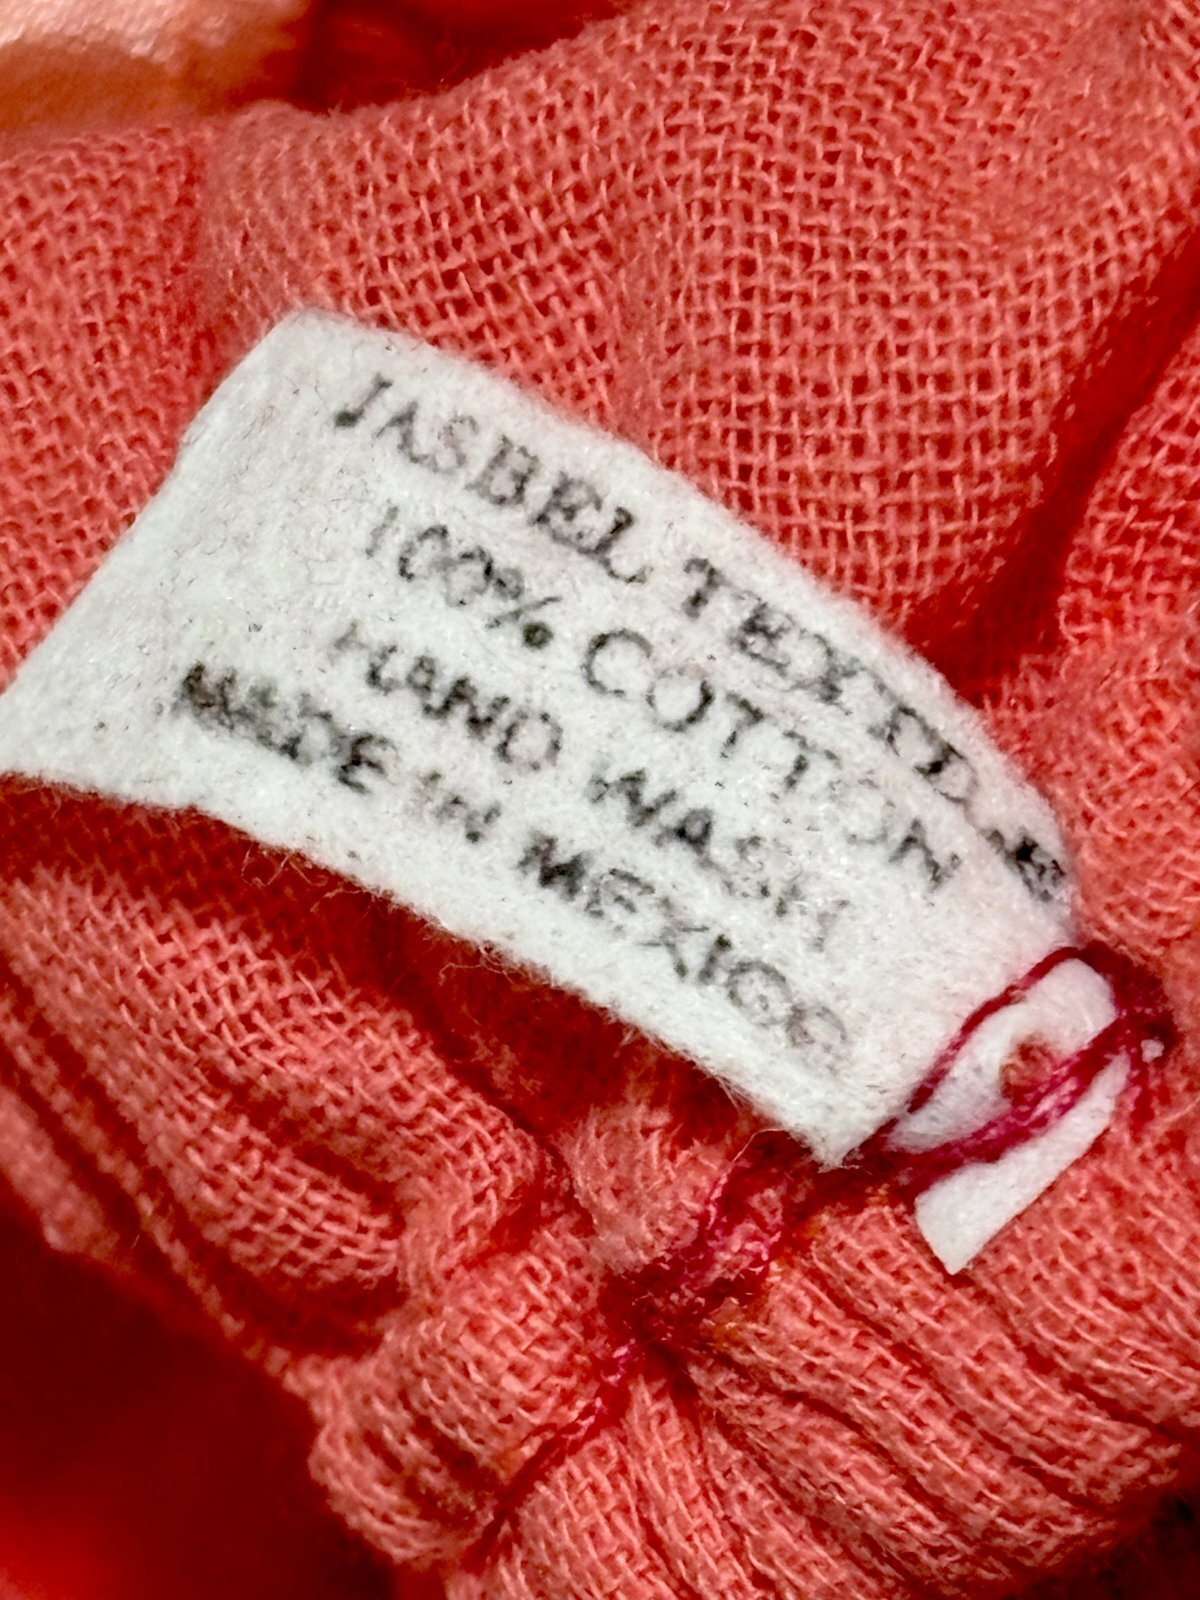 JASBEL
100% COTTON
HAND WASH
MADE IN MEXICO